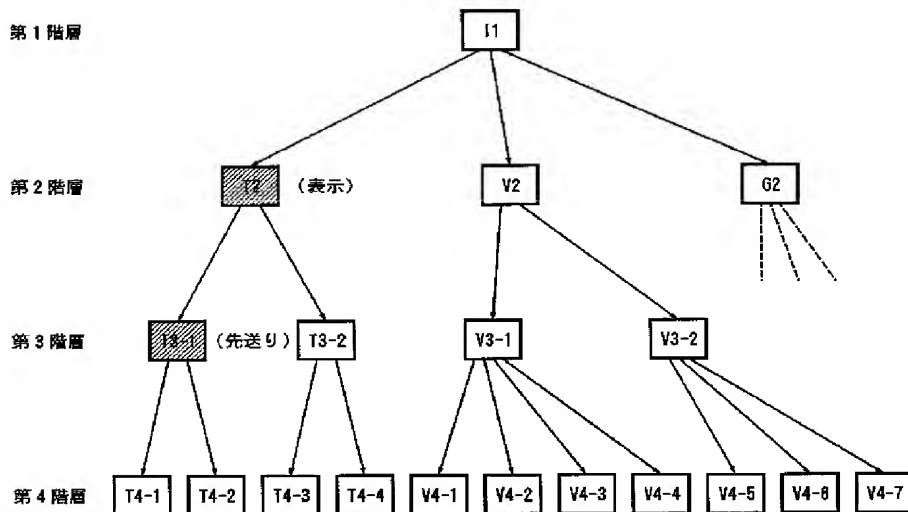 第1階層
I1
第2階層
T2
(表示)
V2
G2
第3階層
T3-1
(先送り)
T3-2
V3-1
V3-2
第4階層
T4-1
T4-2
T4-3
T4-4
V4-1
V4-2
V4-3
V4-4
V4-5
V4-6
V4-7